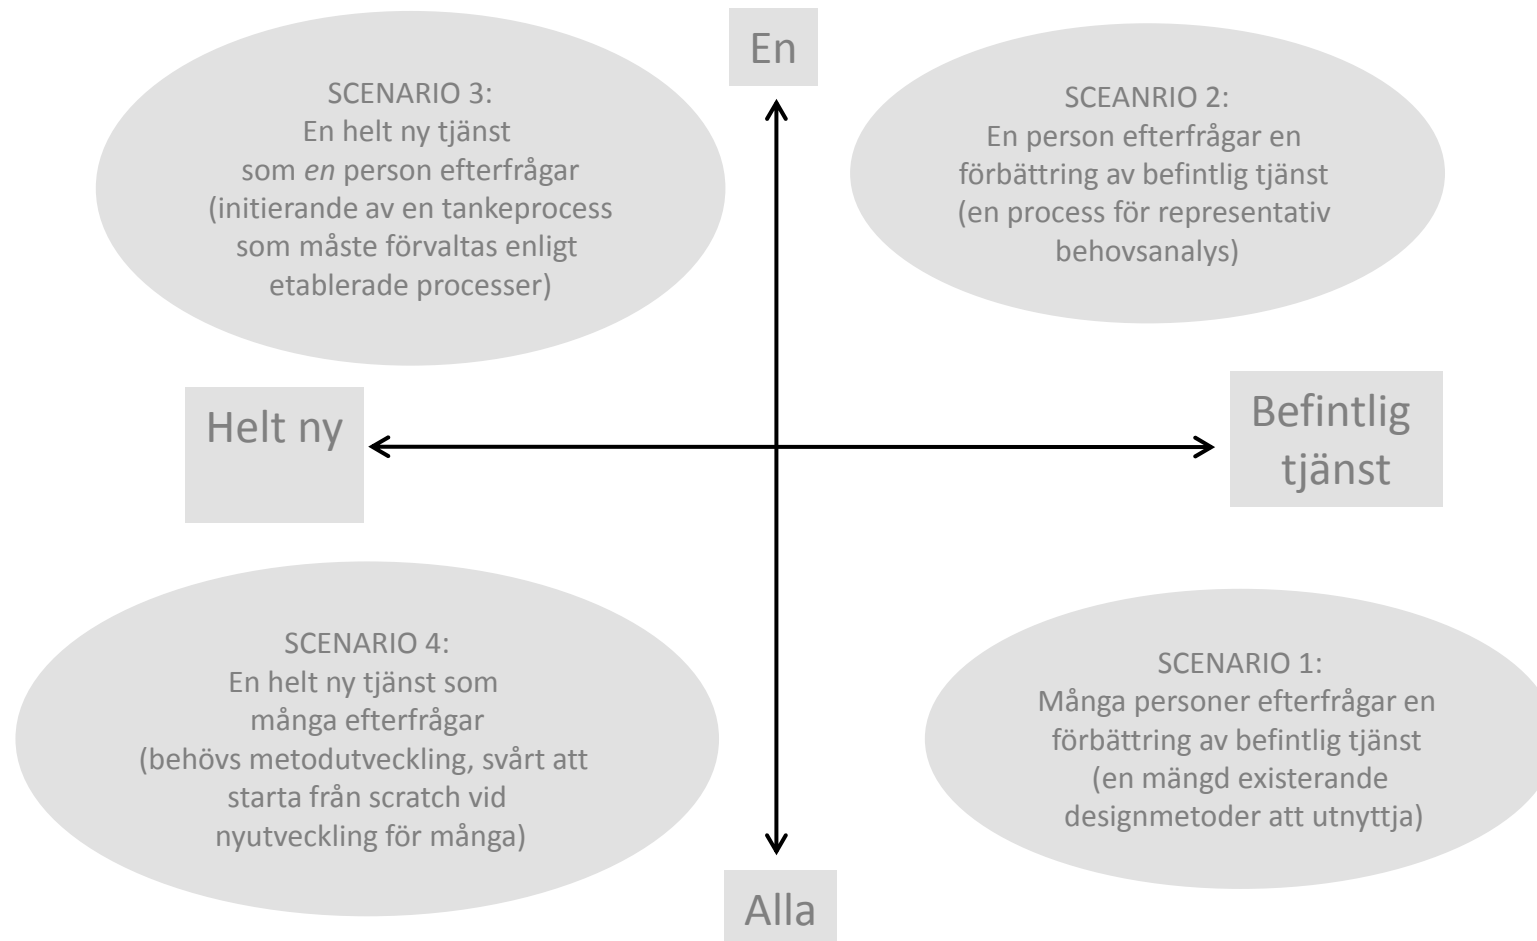 En
SCENARIO 3:
En helt ny tjänst
som en person efterfrågar
(initierande av en tankeprocess
som måste förvaltas enligt
etablerade processer)
SCEANRIO 2:
En person efterfrågar en
förbättring av befintlig tjänst
(en process för representativ
behovsanalys)
Helt ny
Befintlig
tjänst
SCENARIO 4:
En helt ny tjänst som
många efterfrågar
(behövs metodutveckling, svårt att
starta från scratch vid
nyutveckling för många)
SCENARIO 1:
Många personer efterfrågar en
förbättring av befintlig tjänst
(en mängd existerande
designmetoder att utnyttja)
Alla